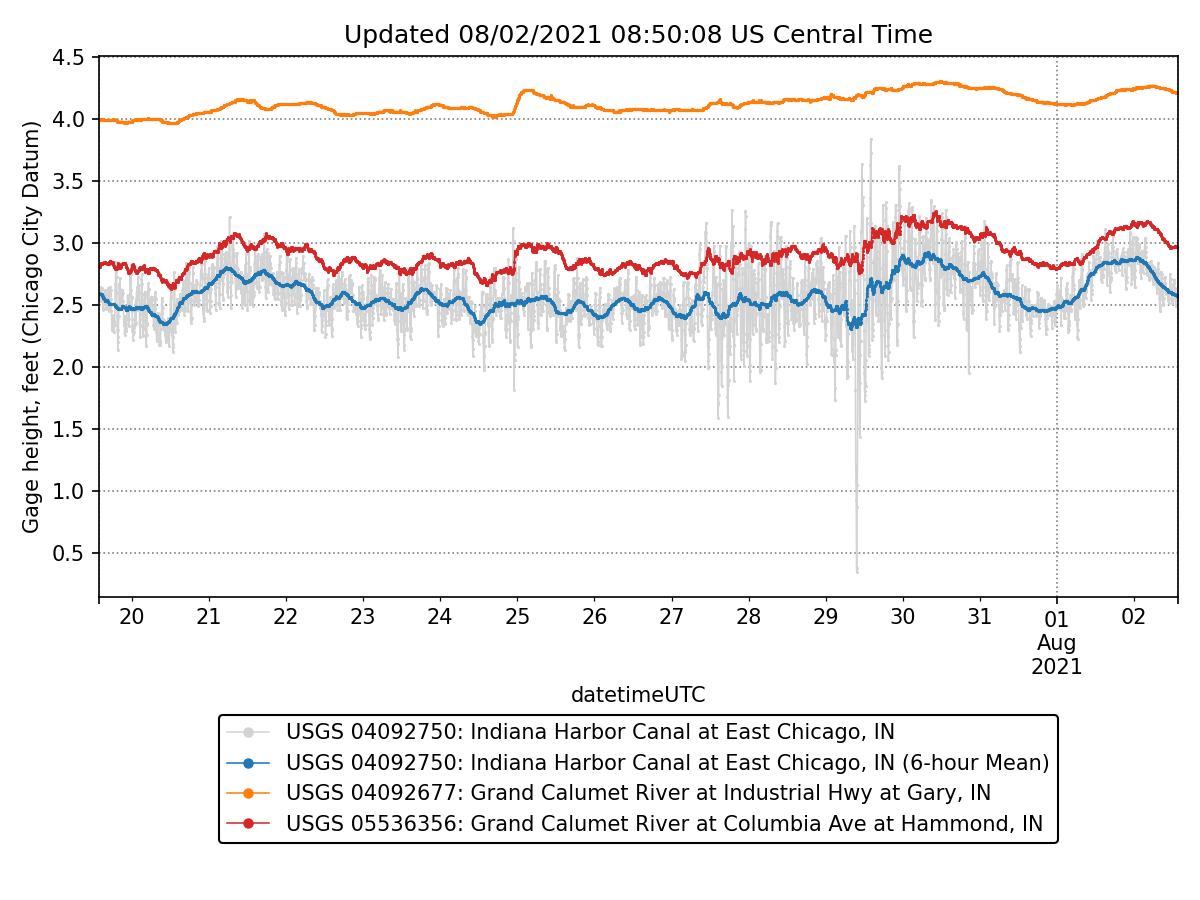 Updated 08/02/2021 08:50:08 US Central Time
Gage height, feet (Chicago City Datum)
4.5
4.0
3.5
3.0
2.5
2.0
1.5
1.0
0.5
20 21 22 23 24 25 26 27 28 29 30 31 01 02
Aug
2021
datetimeUTC
USGS 04092750: Indiana Harbor Canal at East Chicago, IN
USGS 04092750: Indiana Harbor Canal at East Chicago, IN (6-hour Mean)
USGS 04092677: Grand Calumet River at Industrial Hwy at Gary, IN
USGS 05536356: Grand Calumet River at Columbia Ave at Hammond, IN